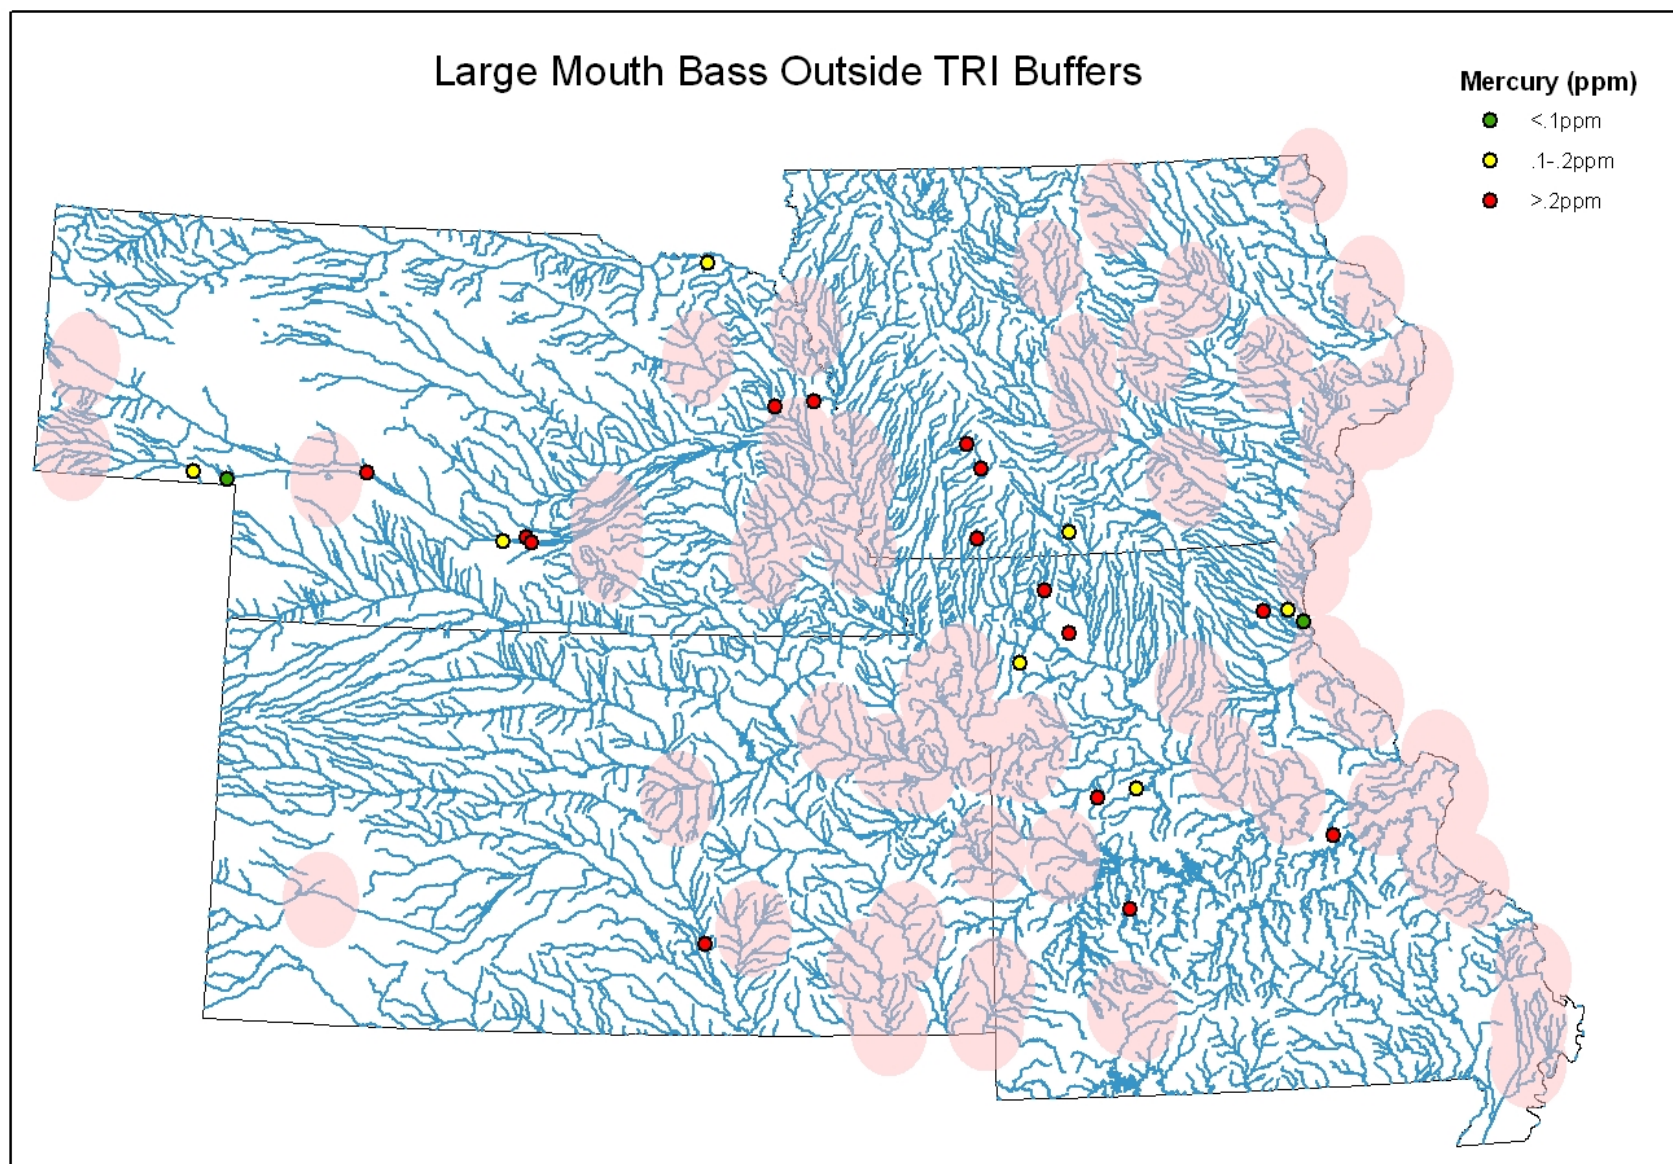 Large Mouth Bass Outside TRI Buffers
Mercury (ppm)
<.1ppm
.1-.2ppm
>.2ppm